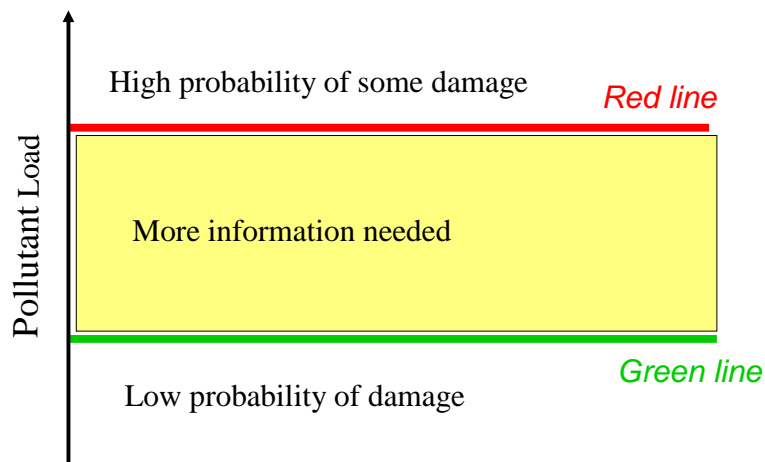 High probability of some damage
Red line
Pollutant Load
More information needed
Green line
Low probability of damage